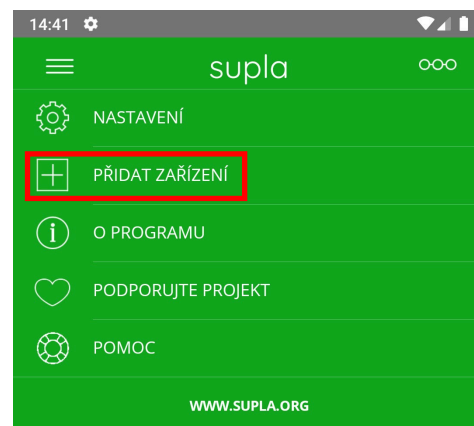 14:41
supla
NASTAVENÍ
PŘIDAT ZAŘÍZENÍ
O PROGRAMU
PODPORUJTE PROJEKT
POMOC
WWW.SUPLA.ORG